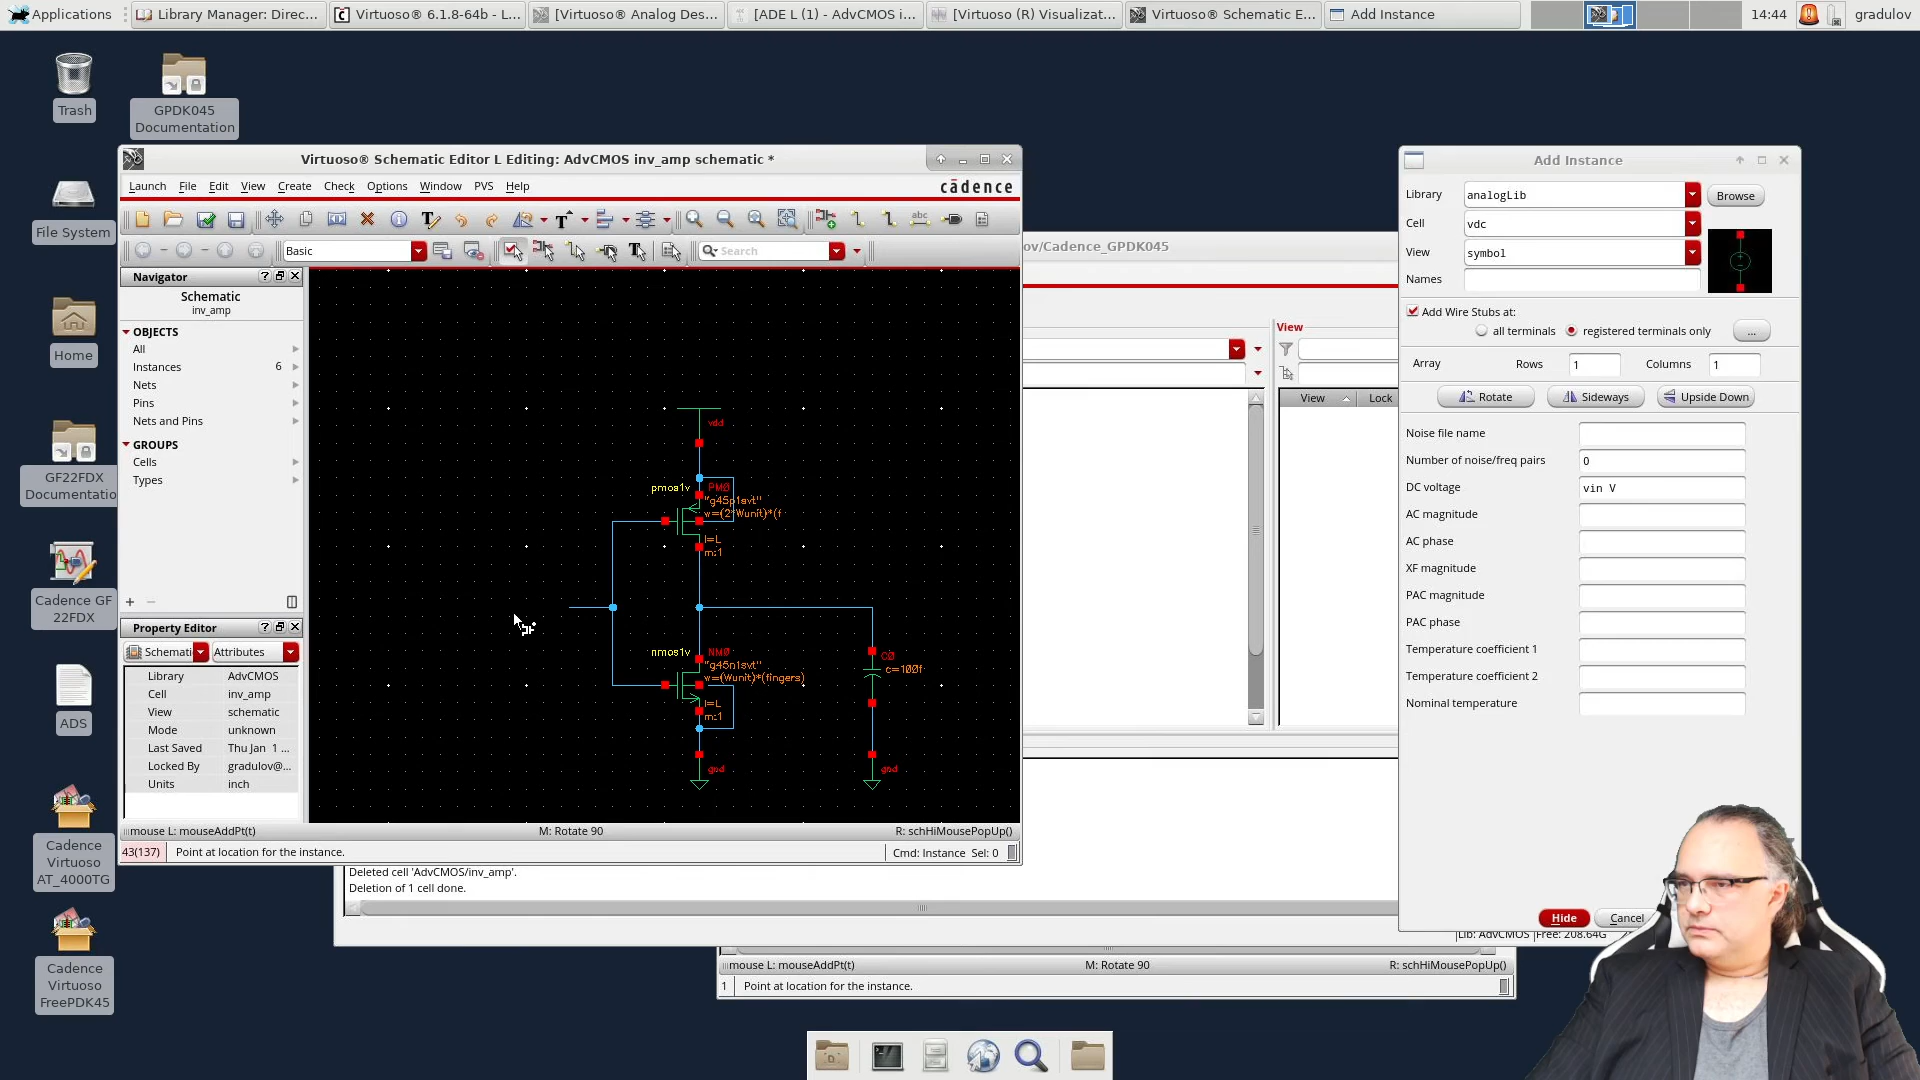 Applications
Library Manager: Direc...
Virtuoso® 6.1.8-64b - L...
[Virtuoso® Analog Des...
[ADE L (1) - AdvCMOS i...
[Virtuoso (R) Visualizat...
Virtuoso® Schematic E...
Add Instance
14:44
gradulov
Trash
GPDK045
Documentation
File System
Home
GF22FDX
Documentatio
Cadence GF
22FDX
ADS
Cadence
Virtuoso
AT_4000TG
Cadence
Virtuoso
FreePDK45
Virtuoso® Schematic Editor L Editing: AdvCMOS inv_amp schematic *
Launch File Edit View Create Check Options Window PVS Help
cādence
abc
Basic
Search
Navigator
Schematic
inv_amp
OBJECTS
All
Instances 6
Nets
Pins
Nets and Pins
GROUPS
Cells
Types
Property Editor
Schemati
Attributes
Library AdvCMOS
Cell inv_amp
View schematic
Mode unknown
Last Saved Thu Jan 1 ...
Locked By gradulov@...
Units inch
vdd
pmos1v PM0
"g45p1svt"
w=(2*Wunit)*(f
l=L
m:1
nmos1v NM0
"g45n1svt"
w=(Wunit)*(fingers)
l=L
m:1
gnd
C0
c=100f
gnd
mouse L: mouseAddPt(t) M: Rotate 90 R: schHiMousePopUp()
43(137) Point at location for the instance. Cmd: Instance Sel: 0
ov/Cadence_GPDK045
View
View Lock
Deleted cell 'AdvCMOS/inv_amp'.
Deletion of 1 cell done.
Lib: AdvCMOS Free: 208.64G
mouse L: mouseAddPt(t) M: Rotate 90 R: schHiMousePopUp()
1 Point at location for the instance.
Add Instance
Library analogLib Browse
Cell vdc
View symbol
Names
Add Wire Stubs at:
all terminals registered terminals only ...
Array Rows 1 Columns 1
Rotate Sideways Upside Down
Noise file name
Number of noise/freq pairs 0
DC voltage vin V
AC magnitude
AC phase
XF magnitude
PAC magnitude
PAC phase
Temperature coefficient 1
Temperature coefficient 2
Nominal temperature
Hide Cancel